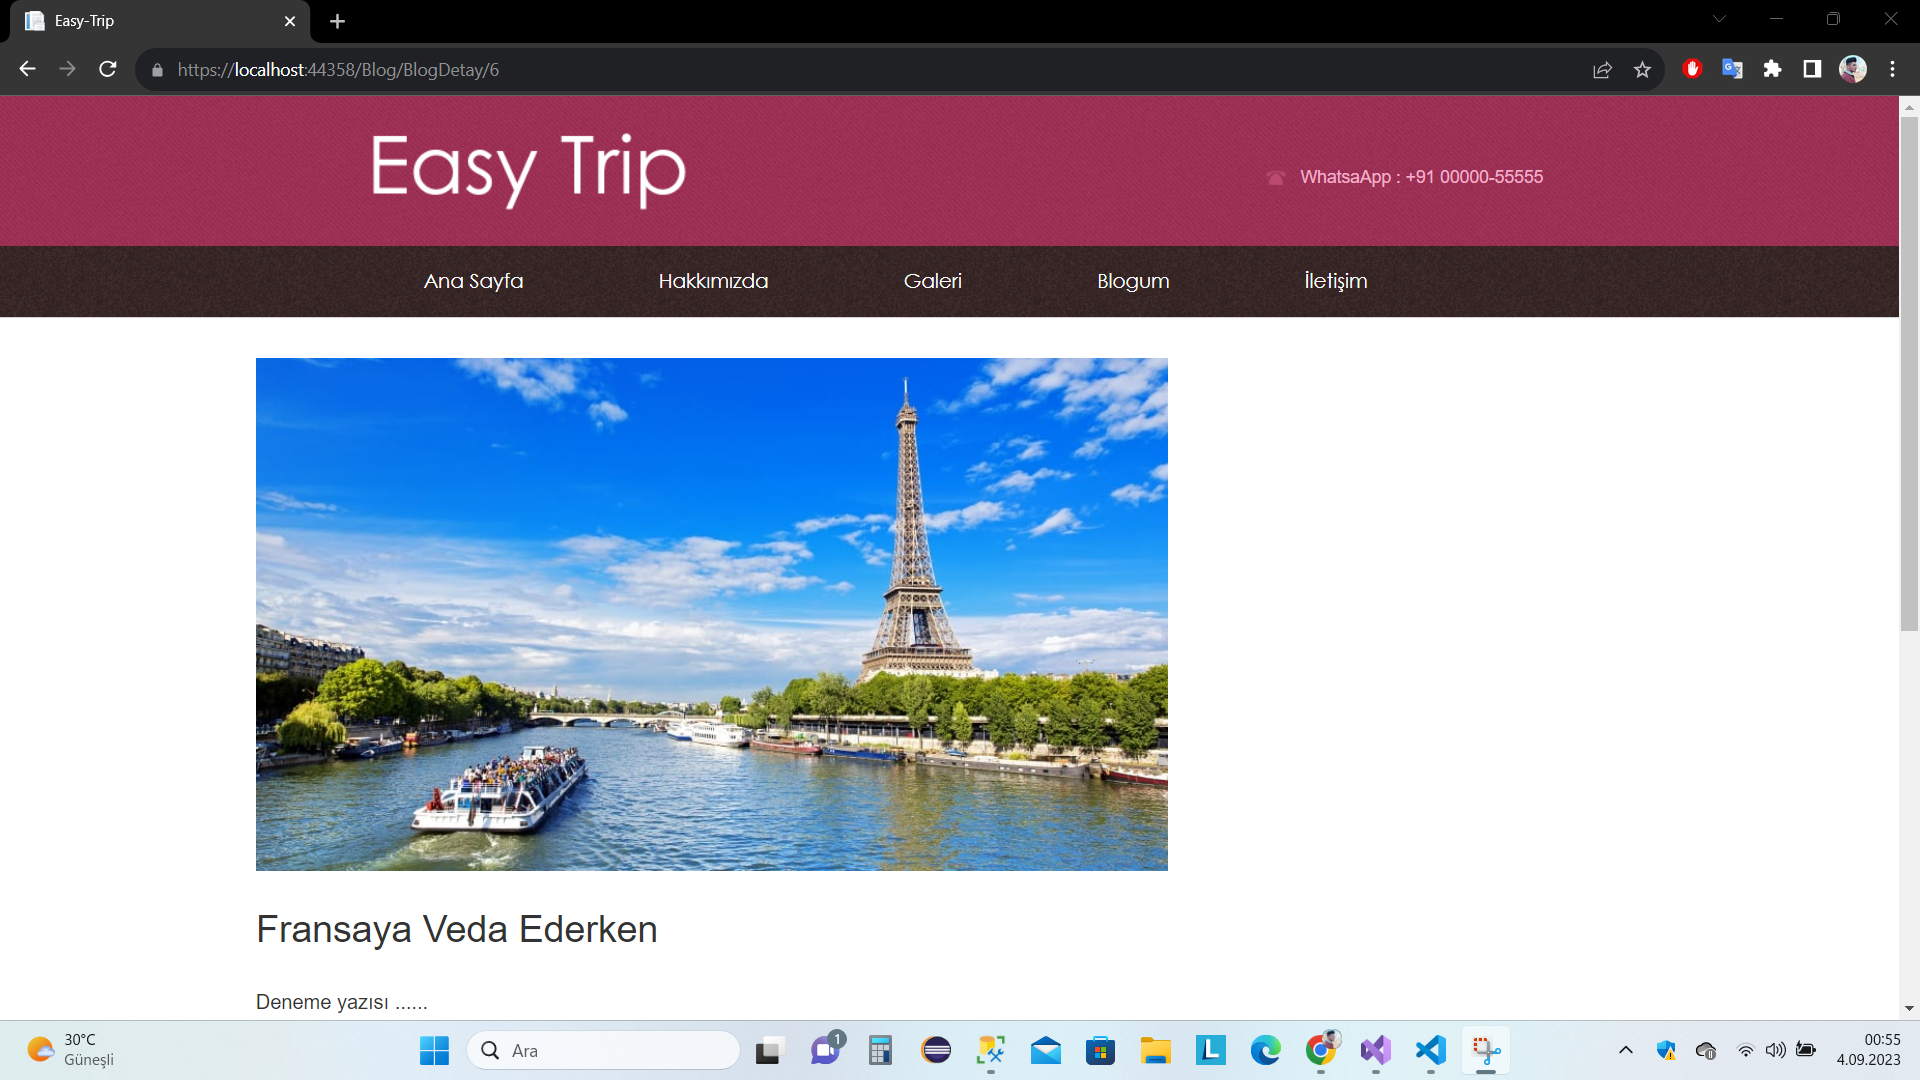 Easy-Trip
https://localhost:44358/Blog/BlogDetay/6
Easy Trip
WhatsaApp : +91 00000-55555
Ana Sayfa Hakkımızda Galeri Blogum İletişim
Fransaya Veda Ederken
Deneme yazısı ......
30°C
Güneşli
Ara
1
L
00:55
4.09.2023